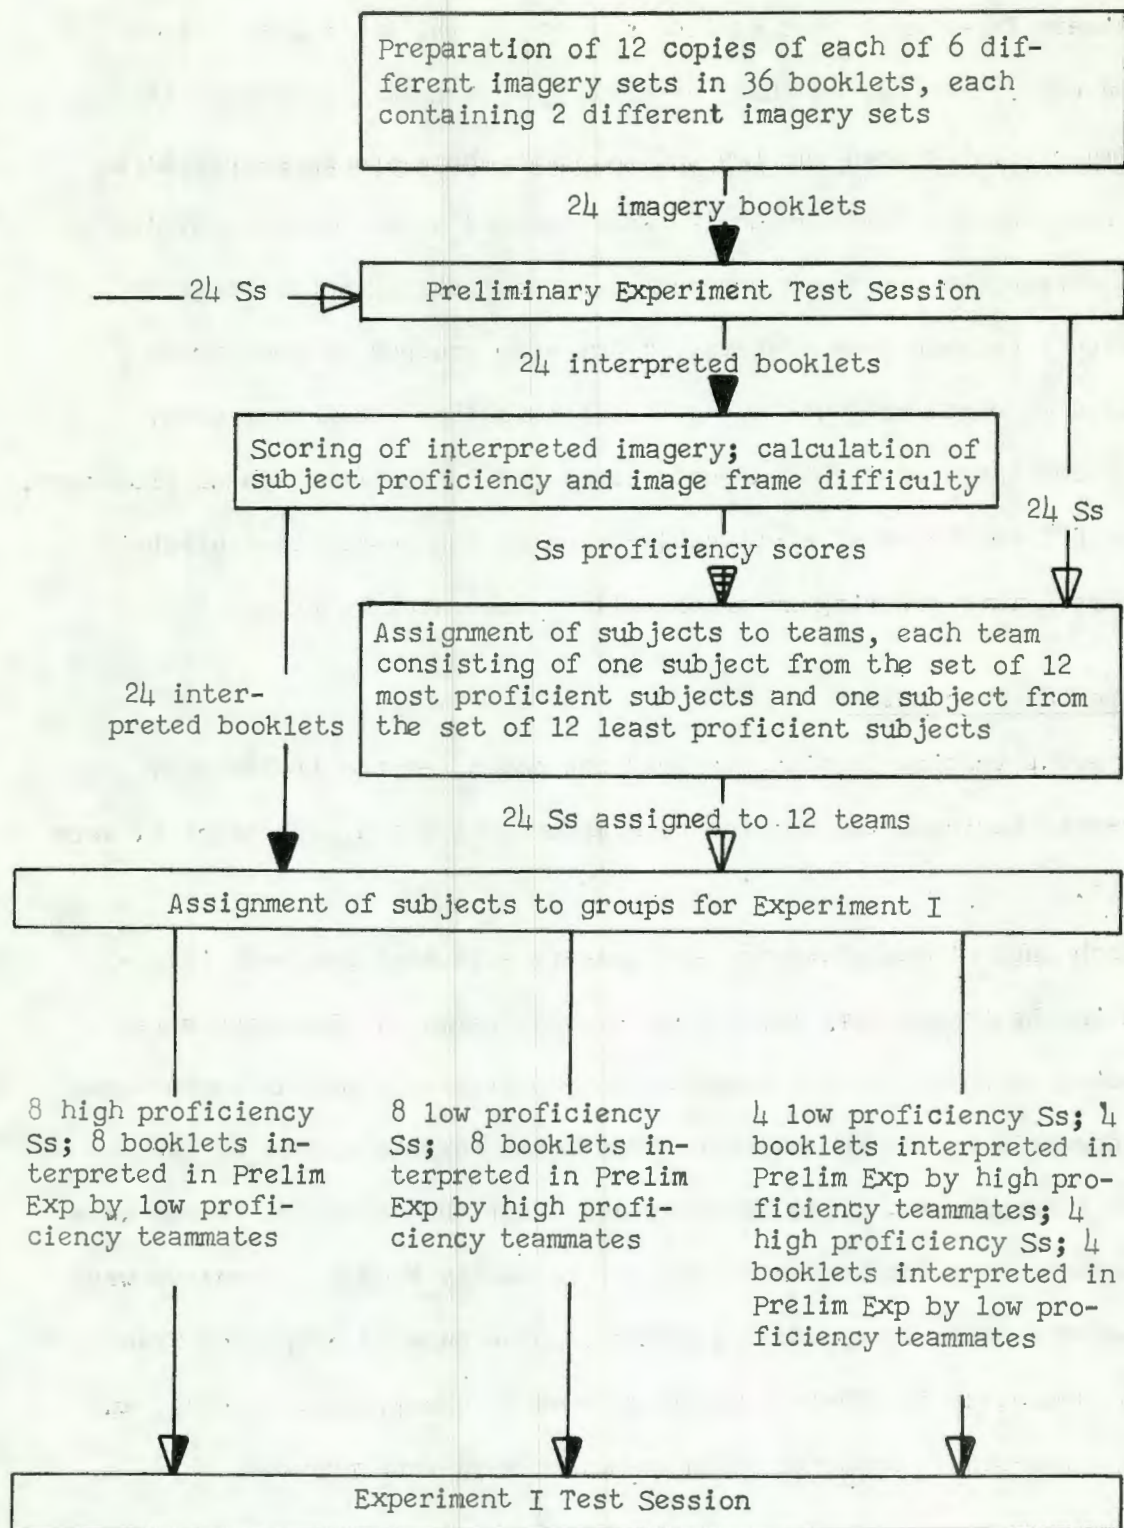 Preparation of 12 copies of each of 6 dif-
ferent imagery sets in 36 booklets, each
containing 2 different imagery sets
24 imagery booklets
24 Ss
Preliminary Experiment Test Session
24 interpreted booklets
Scoring of interpreted imagery; calculation of
subject proficiency and image frame difficulty
24 Ss
Ss proficiency scores
Assignment of subjects to teams, each team
consisting of one subject from the set of 12
most proficient subjects and one subject from
the set of 12 least proficient subjects
24 inter-
preted booklets
24 Ss assigned to 12 teams
Assignment of subjects to groups for Experiment I
8 high proficiency
Ss; 8 booklets in-
terpreted in Prelim
Exp by low profi-
ciency teammates
8 low proficiency
Ss; 8 booklets in-
terpreted in Prelim
Exp by high profi-
ciency teammates
4 low proficiency Ss; 4
booklets interpreted in
Prelim Exp by high pro-
ficiency teammates; 4
high proficiency Ss; 4
booklets interpreted in
Prelim Exp by low pro-
ficiency teammates
Experiment I Test Session